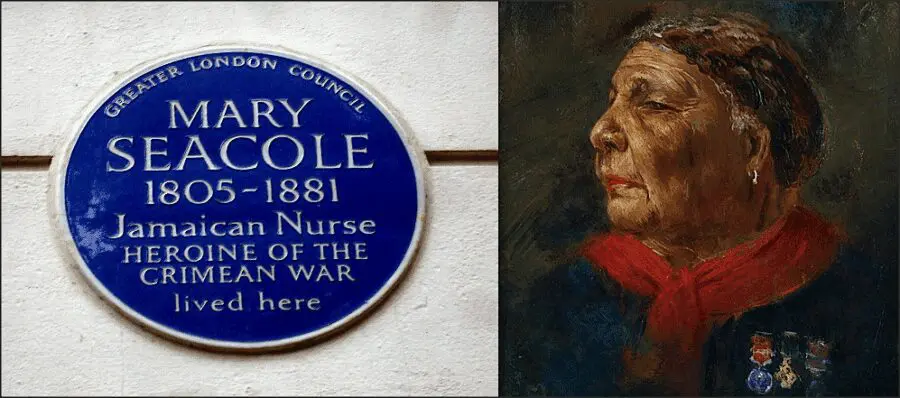 GREATER LONDON COUNCIL
MARY
SEACOLE
1805-1881
Jamaican Nurse
HEROINE OF THE
CRIMEAN WAR
lived here